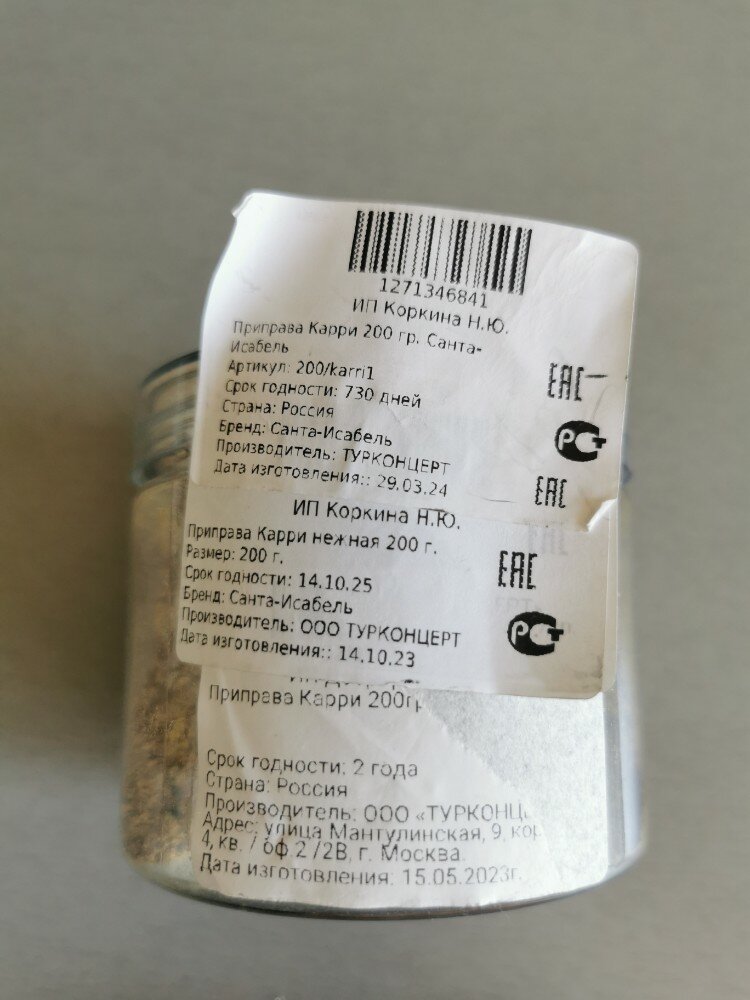 1271346841
ИП Коркина Н.Ю.
Приправа Карри 200 гр. Санта-
Исабель
Артикул: 200/karri1
Срок годности: 730 дней
Страна: Россия
Бренд: Санта-Исабель
Производитель: ТУРКОНЦЕРТ
Дата изготовления:: 29.03.24
EAC
РСТ
EAC
ИП Коркина Н.Ю.
Приправа Карри нежная 200 г.
Размер: 200 г.
Срок годности: 14.10.25
Бренд: Санта-Исабель
Производитель: ООО ТУРКОНЦЕРТ
Дата изготовления:: 14.10.23
EAC
РСТ
Приправа Карри 200гр
Срок годности: 2 года
Страна: Россия
Производитель: ООО «ТУРКОНЦ
Адрес: улица Мантулинская, 9, кор
4, кв. / оф.2 /2В, г. Москва.
Дата изготовления: 15.05.2023г.